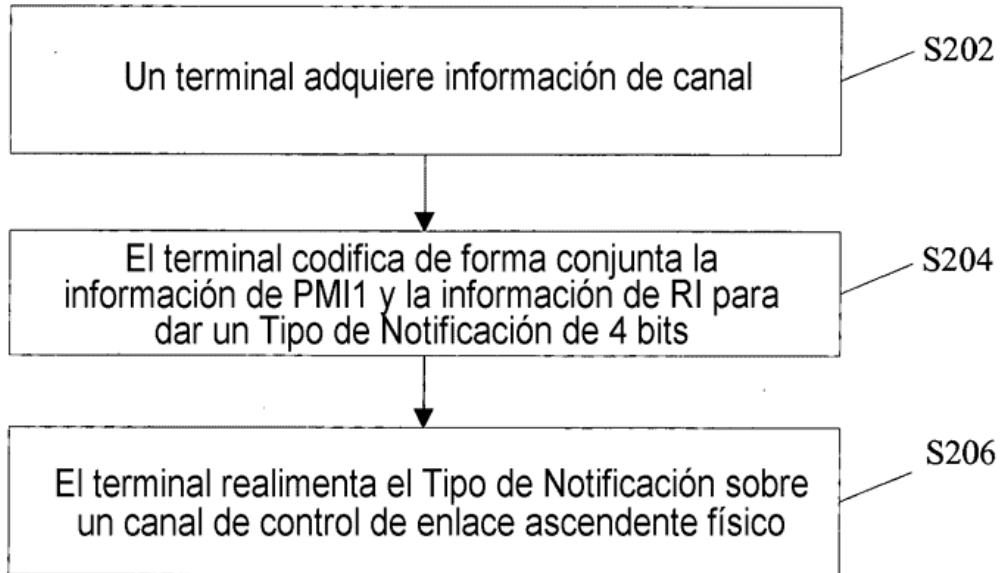 Un terminal adquiere información de canal
S202
El terminal codifica de forma conjunta la
información de PMI1 y la información de RI para
dar un Tipo de Notificación de 4 bits
S204
El terminal realimenta el Tipo de Notificación sobre
un canal de control de enlace ascendente físico
S206